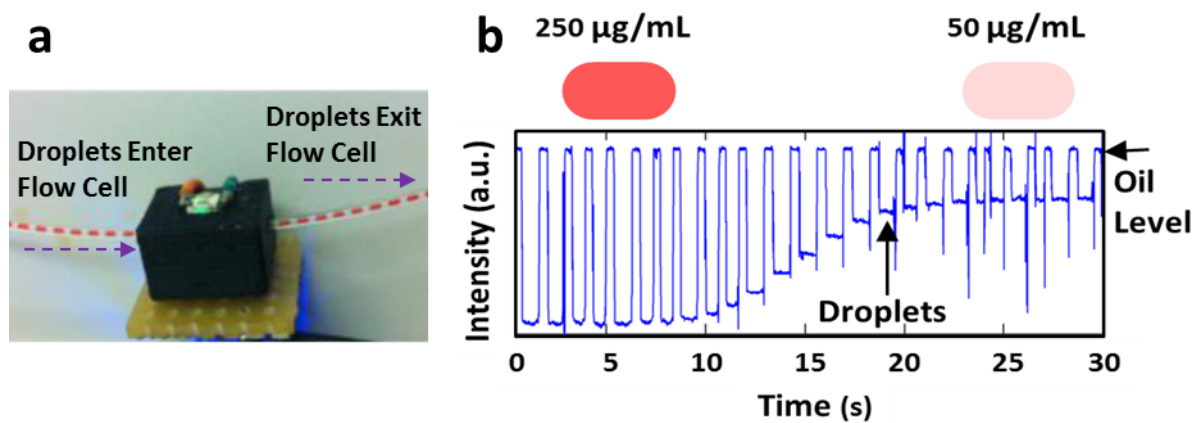 a
Droplets Enter
Flow Cell
Droplets Exit
Flow Cell
b
250 µg/mL
50 µg/mL
Intensity (a.u.)
Oil
Level
Droplets
0 5 10 15 20 25 30
Time (s)